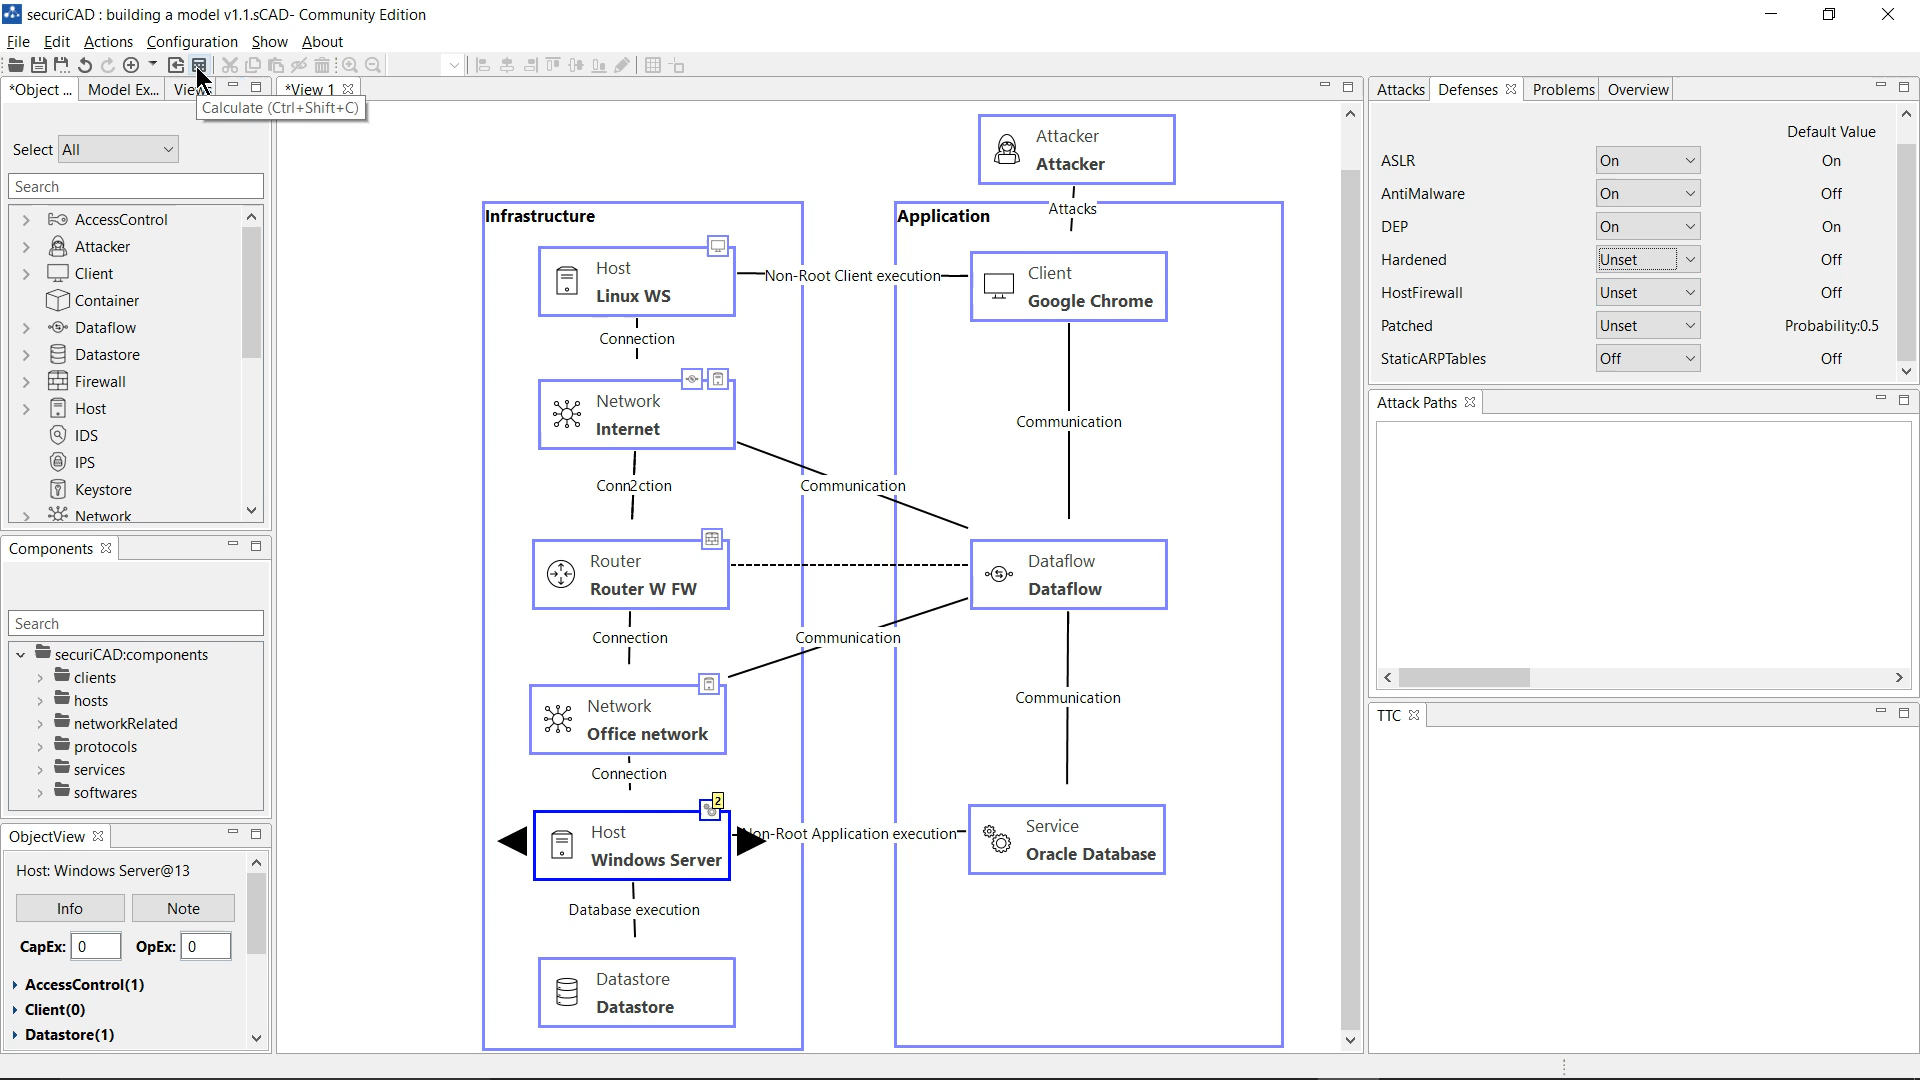 securiCAD : building a model v1.1.sCAD- Community Edition
File Edit Actions Configuration Show About
*Object ... Model Ex... Views
Calculate (Ctrl+Shift+C)
Select All
Search
AccessControl
Attacker
Client
Container
Dataflow
Datastore
Firewall
Host
IDS
IPS
Keystore
Network
Components
Search
securiCAD:components
clients
hosts
networkRelated
protocols
services
softwares
ObjectView
Host: Windows Server@13
Info Note
CapEx: 0 OpEx: 0
AccessControl(1)
Client(0)
Datastore(1)
*View 1
Attacker
Attacker
Attacks
Infrastructure
Application
Host
Linux WS
Non-Root Client execution
Client
Google Chrome
Connection
Network
Internet
Communication
Conn2ction
Communication
Router
Router W FW
Dataflow
Dataflow
Connection
Communication
Network
Office network
Communication
Connection
2
Host
Windows Server
Non-Root Application execution
Service
Oracle Database
Database execution
Datastore
Datastore
Attacks Defenses Problems Overview
Default Value
ASLR On On
AntiMalware On Off
DEP On On
Hardened Unset Off
HostFirewall Unset Off
Patched Unset Probability:0.5
StaticARPTables Off Off
Attack Paths
TTC